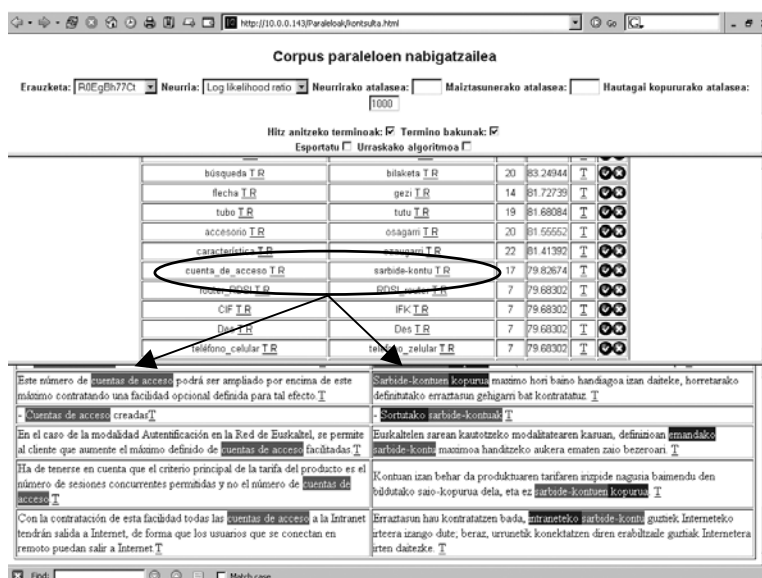 http://10.0.0.143/Paraleloak/kontsulta.html
Go
Corpus paraleloen nabigatzailea
Erauzketa: R0EgBh77Ct Neurria: Log likelihood ratio Neurrirako atalasea: Maiztasunerako atalasea: Hautagai kopururako atalasea:
1000
Hitz anitzeko terminoak: Termino bakunak:
Esportatu Urraskako algoritmoa
búsqueda T R bilaketa T R 20 83.24944 T
flecha T R gezi T R 14 81.72739 T
tubo T R tutu T R 19 81.68084 T
accesorio T R osagarri T R 20 81.55552 T
característica T R ezaugarri T R 22 81.41392 T
cuenta_de_acceso T R sarbide-kontu T R 17 79.82674 T
router_RDSI T R RDSI_router T R 7 79.68302 T
CIF T R IFK T R 7 79.68302 T
Des T R Des T R 7 79.68302 T
teléfono_celular T R telefono_zelular T R 7 79.68302 T
Este número de cuentas de acceso podrá ser ampliado por encima de este
máximo contratando una facilidad opcional definida para tal efecto. T
Sarbide-kontuen kopurua maximo hori baino handiagoa izan daiteke, horretarako
definitutako erraztasun gehigarri bat kontratatuz. T
- Cuentas de acceso creadas T
- Sortutako sarbide-kontuak T
En el caso de la modalidad Autentificación en la Red de Euskaltel, se permite
al cliente que aumente el máximo definido de cuentas de acceso facilitadas. T
Euskaltelen sarean kautotzeko modalitatearen karuan, definizioan emandako
sarbide-kontu maximoa handitzeko aukera ematen zaio bezeroari. T
Ha de tenerse en cuenta que el criterio principal de la tarifa del producto es el
número de sesiones concurrentes permitidas y no el número de cuentas de
acceso. T
Kontuan izan behar da produktuaren tarifaren irizpide nagusia baimendu den
bildutako saio-kopurua dela, eta ez sarbide-kontuen kopurua. T
Con la contratación de esta facilidad todas las cuentas de acceso a la Intranet
tendrán salida a Internet, de forma que los usuarios que se conectan en
remoto puedan salir a Internet. T
Erraztasun hau kontratatzen bada, intraneteko sarbide-kontu guztiek Interneteko
irteera izango dute; beraz, urrunetik konektatzen diren erabiltzaile guztiak Internetera
irten daitezke. T
Find: Match case